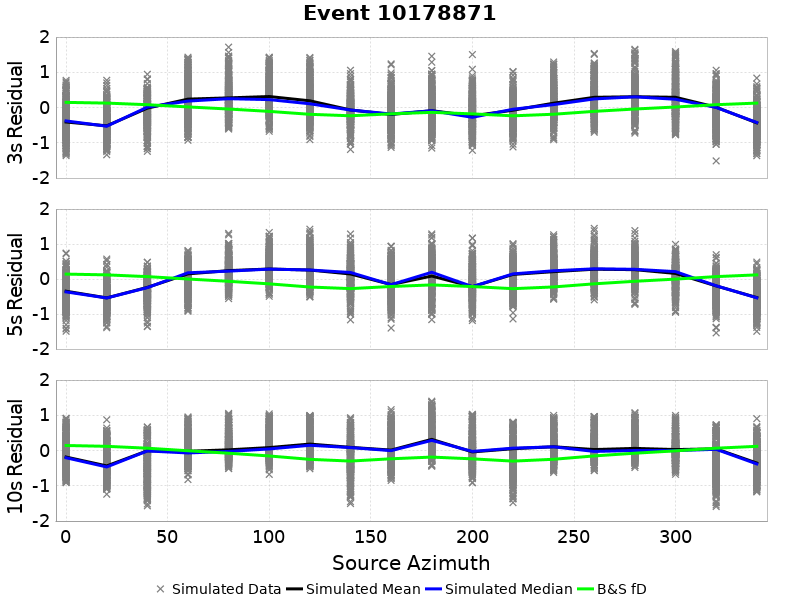 Event 10178871
2
1
0
-1
-2
3s Residual
2
1
0
-1
-2
5s Residual
2
1
0
-1
-2
10s Residual
0 50 100 150 200 250 300
Source Azimuth
Simulated Data Simulated Mean Simulated Median B&S fD